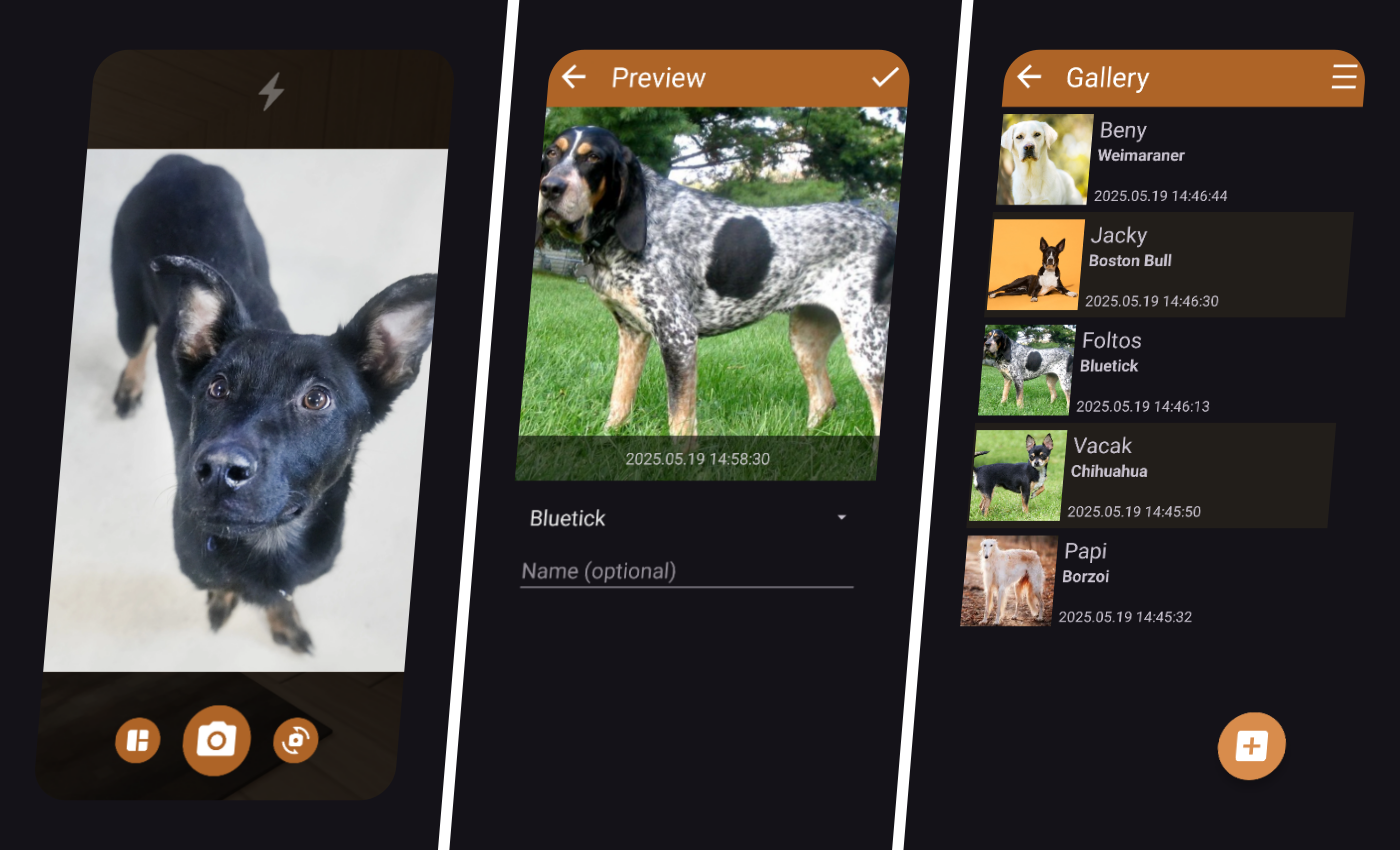 Preview
2025.05.19 14:58:30
Bluetick
Name (optional)
Gallery
Beny
Weimaraner
2025.05.19 14:46:44
Jacky
Boston Bull
2025.05.19 14:46:30
Foltos
Bluetick
2025.05.19 14:46:13
Vacak
Chihuahua
2025.05.19 14:45:50
Papi
Borzoi
2025.05.19 14:45:32